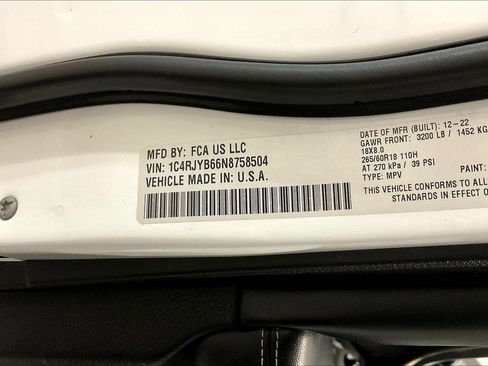 MFD BY: FCA US LLC
VIN: 1C4RJYB66N8758504
VEHICLE MADE IN: U.S.A.
DATE OF MFR (BUILT): 12-22
GAWR FRONT: 3200 LB / 1452 KG
18X8.0
265/60R18 110H
AT 270 kPa / 39 PSI
TYPE: MPV
PAINT:
THIS VEHICLE CONFORMS TO ALL
STANDARDS IN EFFECT O